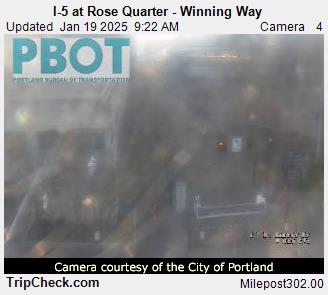 I-5 at Rose Quarter - Winning Way
Updated Jan 19 2025 9:22 AM Camera 4
PBOT
PORTLAND BUREAU OF TRANSPORTATION
Camera courtesy of the City of Portland
TripCheck.com Milepost302.00